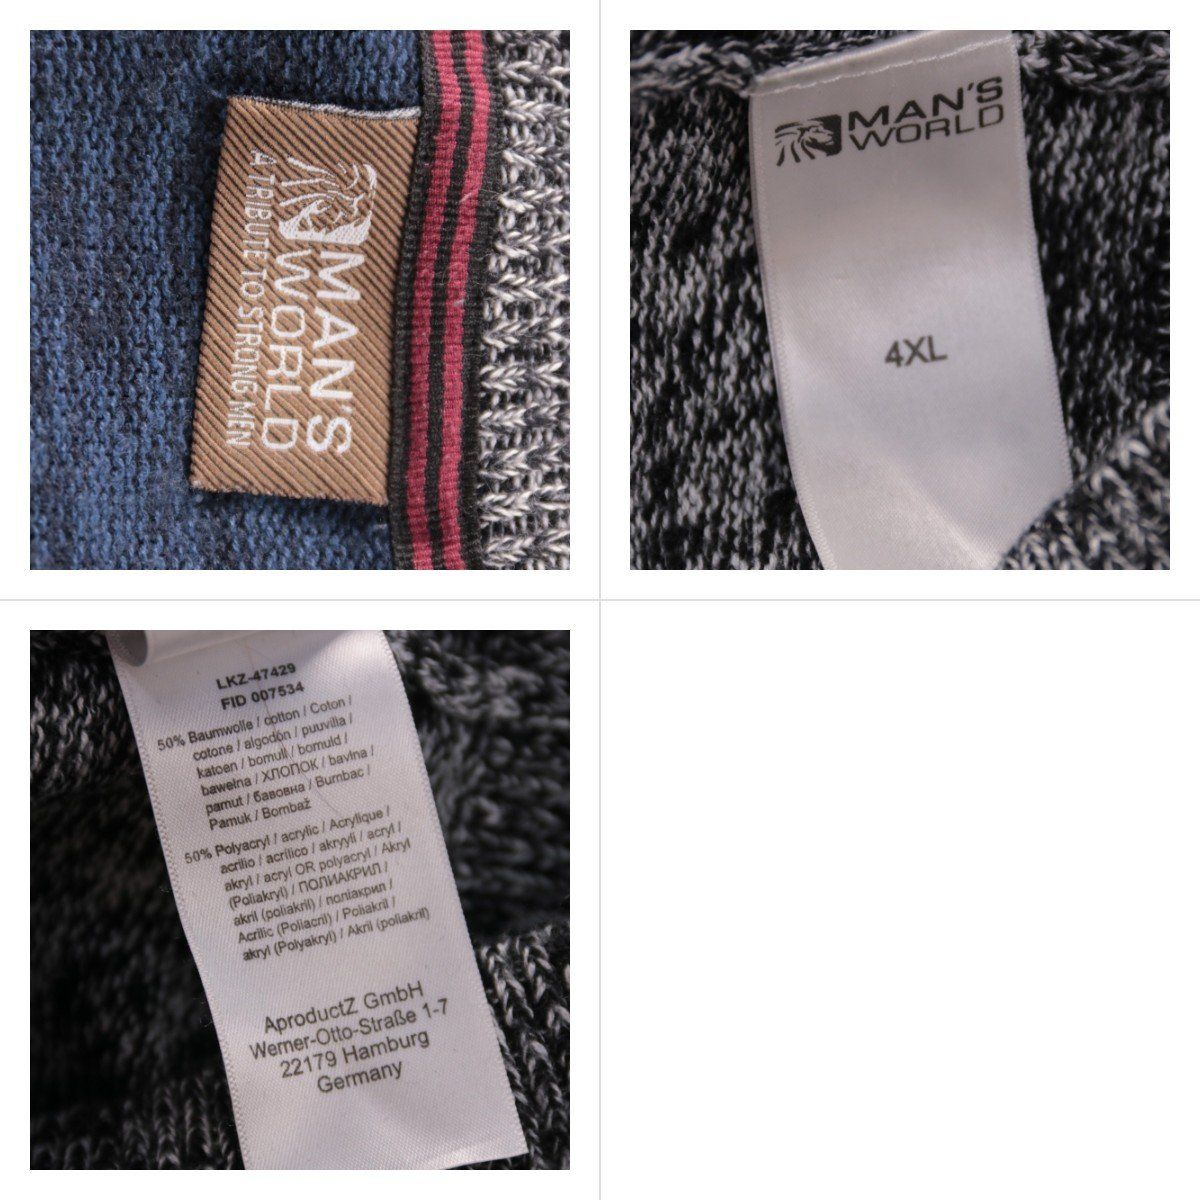 MAN'S
WORLD
A TRIBUTE TO STRONG MEN
MAN'S
WORLD
4XL
LKZ-47429
FID 007534
50% Baumwolle / cotton / Coton /
cotone / algodón / puuvilla /
katoen / bomull / bomuld /
bawełna / ХЛОПОК / bavlna /
pamut / бавовна / Bumbac /
Pamuk / Bombaž
50% Polyacryl / acrylic / Acrylique /
acrilio / acrílico / akryyli / acryl /
akryl / acryl OR polyacryl / Akryl
(Poliakryl) / ПОЛИАКРИЛ /
akril (poliakril) / поліакрил /
Acrilic (Poliacril) / Poliakril /
akryl (Polyakryl) / Akril (poliakril)
AproductZ GmbH
Werner-Otto-Straße 1-7
22179 Hamburg
Germany